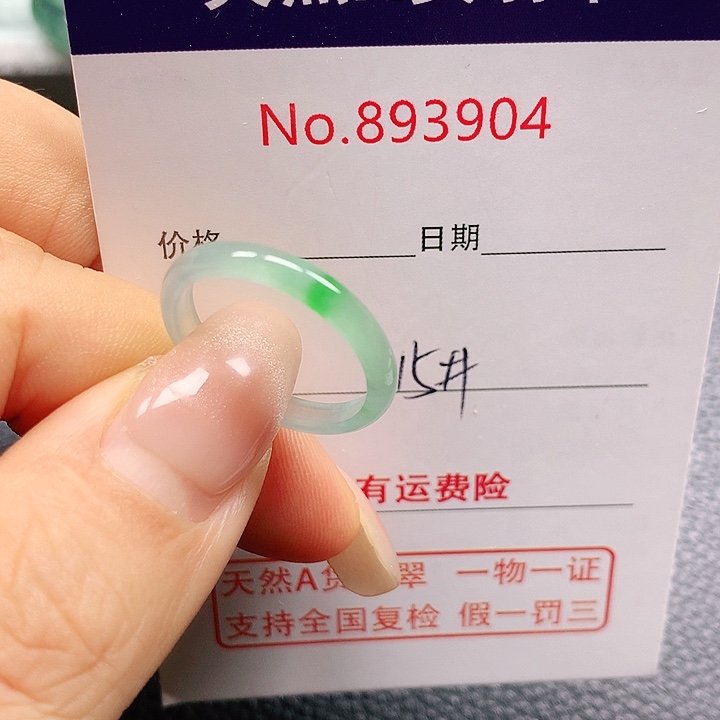 No.893904
价格 日期
15#
有运费险
天然A货翡翠 一物一证
支持全国复检 假一罚三